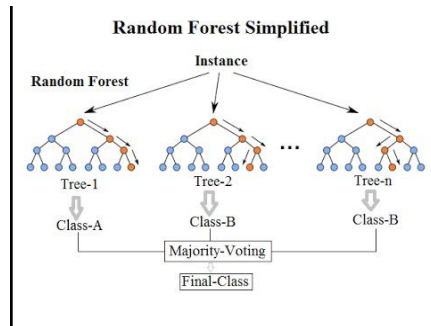 Random Forest Simplified
Instance
Random Forest
...
Tree-1 Tree-2 Tree-n
Class-A Class-B Class-B
Majority-Voting
Final-Class